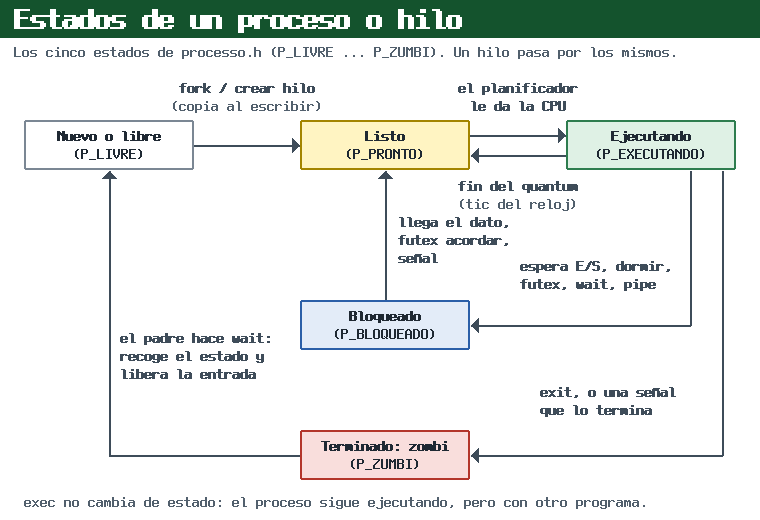 Estados de un proceso o hilo
Los cinco estados de processo.h (P_LIVRE ... P_ZUMBI). Un hilo pasa por los mismos.
fork / crear hilo
(copia al escribir)
el planificador
le da la CPU
Nuevo o libre
(P_LIVRE)
Listo
(P_PRONTO)
Ejecutando
(P_EXECUTANDO)
fin del quantum
(tic del reloj)
llega el dato,
futex acordar,
señal
espera E/S, dormir,
futex, wait, pipe
Bloqueado
(P_BLOQUEADO)
el padre hace wait:
recoge el estado y
libera la entrada
exit, o una señal
que lo termina
Terminado: zombi
(P_ZUMBI)
exec no cambia de estado: el proceso sigue ejecutando, pero con otro programa.